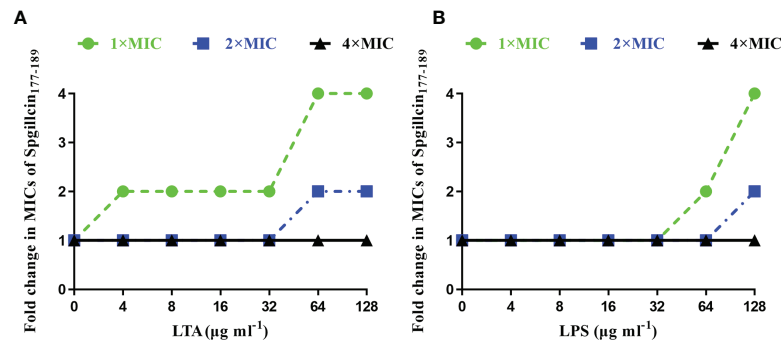 A
1×MIC 2×MIC 4×MIC
Fold change in MICs of Spgillcin177-189
4
3
2
1
0
0 4 8 16 32 64 128
LTA (μg ml-1)
B
1×MIC 2×MIC 4×MIC
Fold change in MICs of Spgillcin177-189
4
3
2
1
0
0 4 8 16 32 64 128
LPS (μg ml-1)